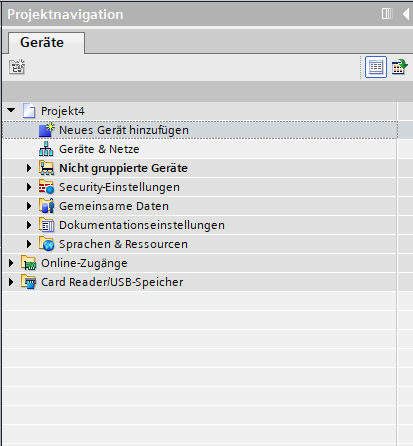 Projektnavigation
Geräte
Projekt4
Neues Gerät hinzufügen
Geräte & Netze
Nicht gruppierte Geräte
Security-Einstellungen
Gemeinsame Daten
Dokumentationseinstellungen
Sprachen & Ressourcen
Online-Zugänge
Card Reader/USB-Speicher